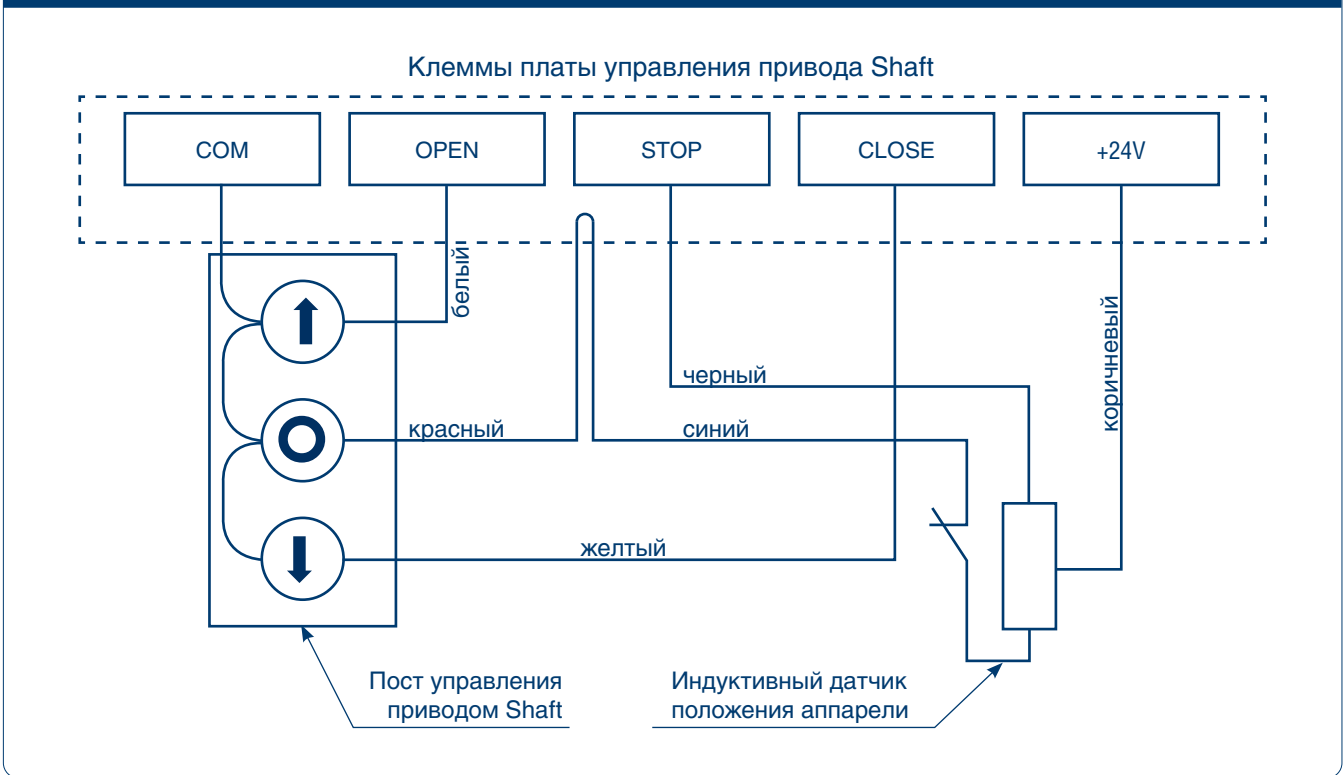 Клеммы платы управления привода Shaft
COM
OPEN
STOP
CLOSE
+24V
белый
коричневый
черный
красный
синий
желтый
Пост управления
приводом Shaft
Индуктивный датчик
положения аппарели